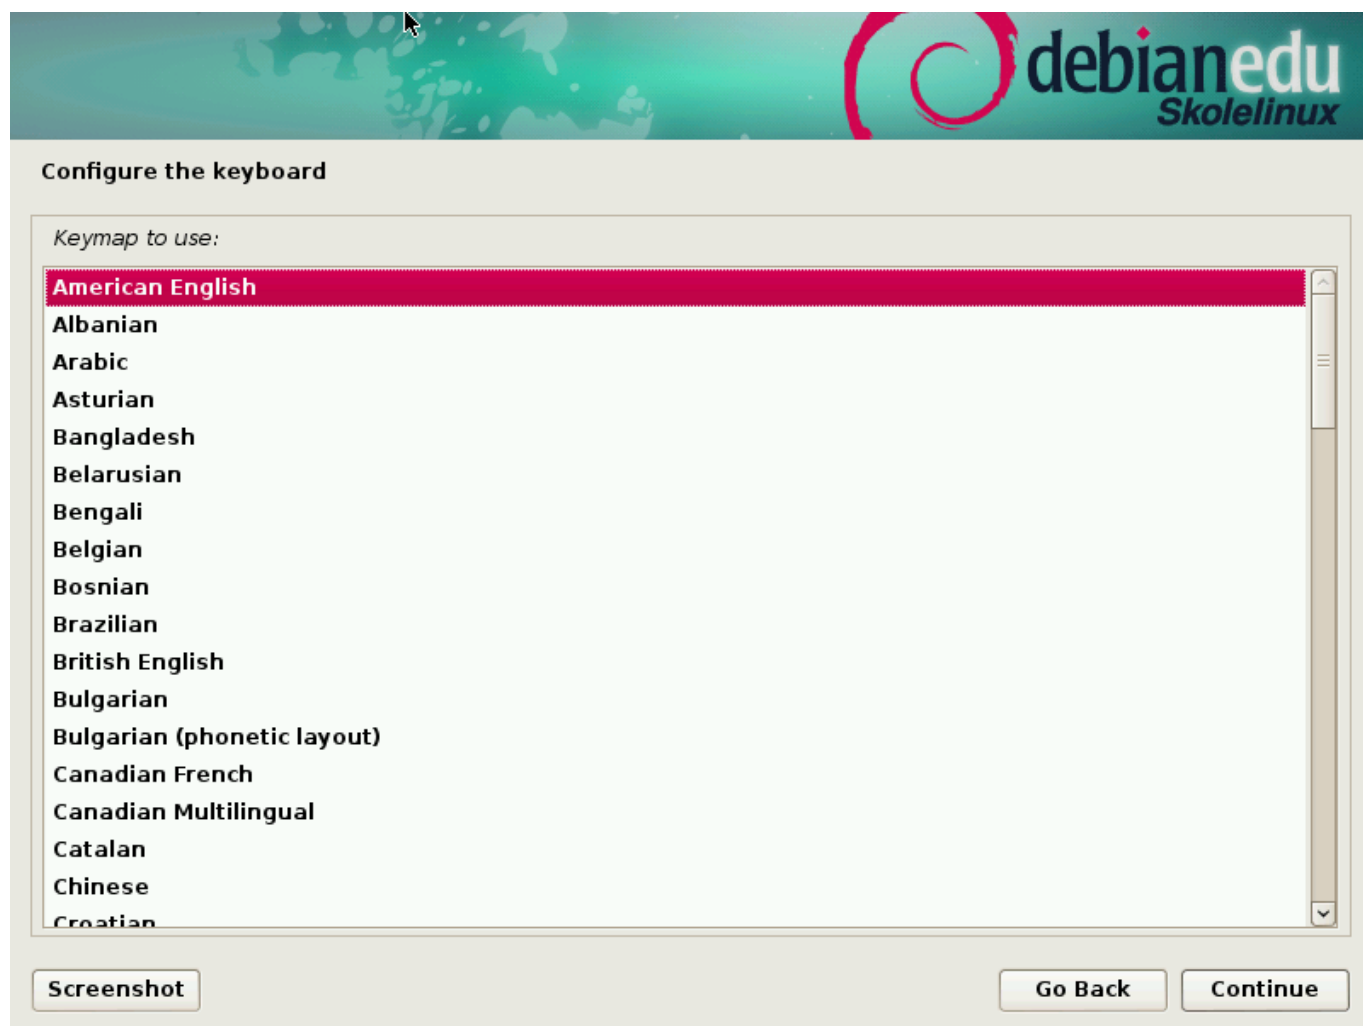 debianedu
Skolelinux
Configure the keyboard
Keymap to use:
American English
Albanian
Arabic
Asturian
Bangladesh
Belarusian
Bengali
Belgian
Bosnian
Brazilian
British English
Bulgarian
Bulgarian (phonetic layout)
Canadian French
Canadian Multilingual
Catalan
Chinese
Croatian
Screenshot
Go Back
Continue